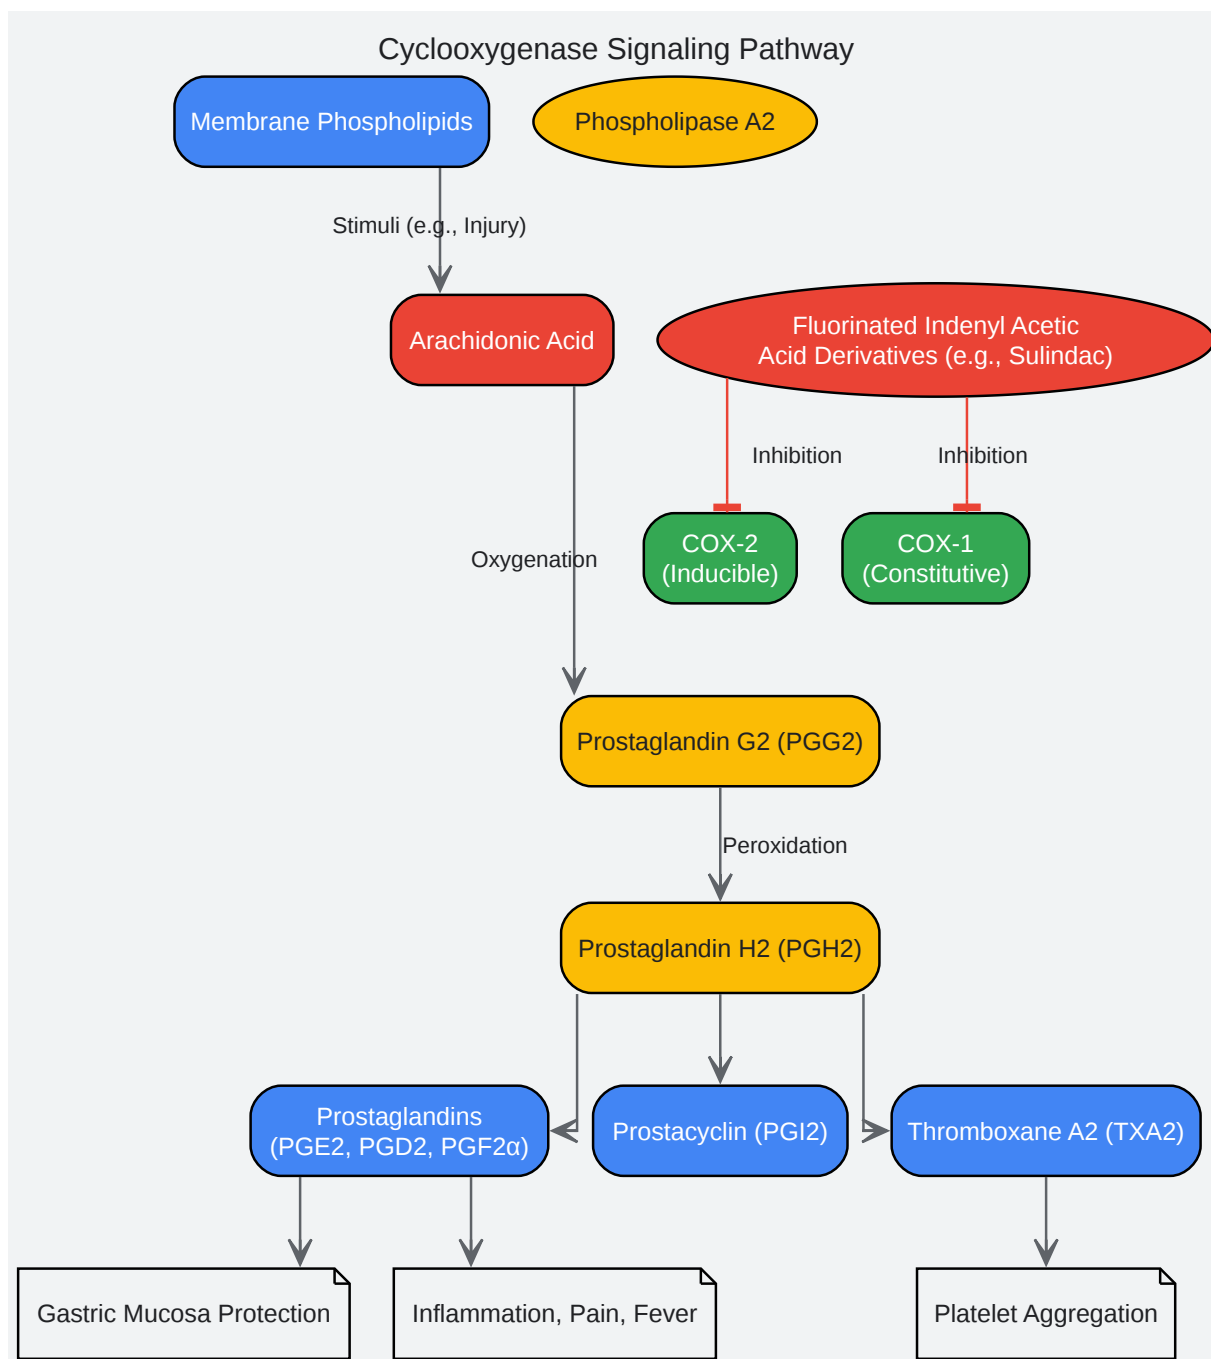 Cyclooxygenase Signaling Pathway
Membrane Phospholipids
Phospholipase A2
Stimuli (e.g., Injury)
Arachidonic Acid
Fluorinated Indenyl Acetic
Acid Derivatives (e.g., Sulindac)
Inhibition
Inhibition
Oxygenation
COX-2
(Inducible)
COX-1
(Constitutive)
Prostaglandin G2 (PGG2)
Peroxidation
Prostaglandin H2 (PGH2)
Prostaglandins
(PGE2, PGD2, PGF2α)
Prostacyclin (PGI2)
Thromboxane A2 (TXA2)
Gastric Mucosa Protection
Inflammation, Pain, Fever
Platelet Aggregation